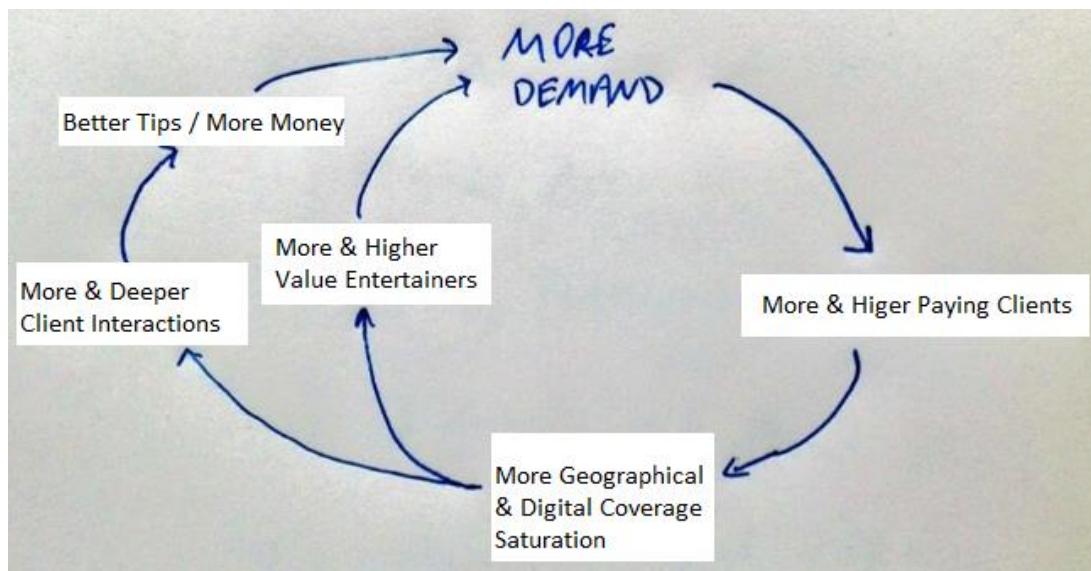 MORE
DEMAND
Better Tips / More Money
More & Higher
Value Entertainers
More & Deeper
Client Interactions
More & Higer Paying Clients
More Geographical
& Digital Coverage
Saturation